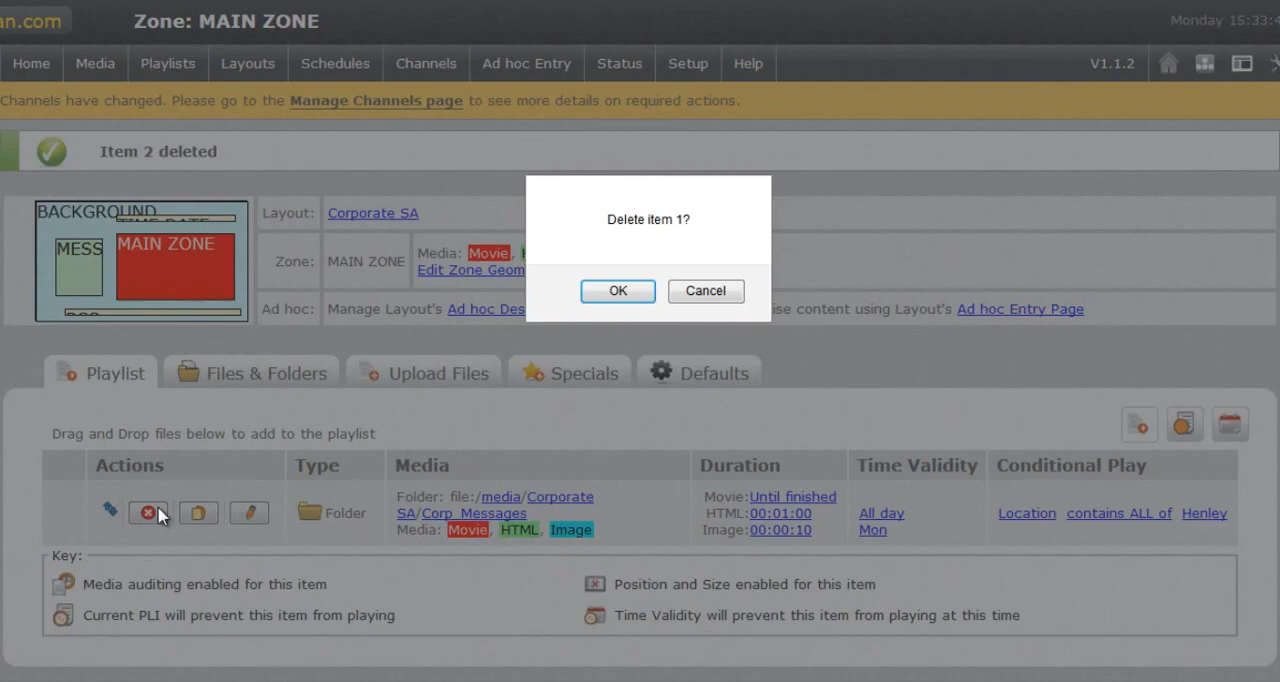 an.com
Zone: MAIN ZONE
Monday 15:33:4
Home Media Playlists Layouts Schedules Channels Ad hoc Entry Status Setup Help V1.1.2
Channels have changed. Please go to the Manage Channels page to see more details on required actions.
Item 2 deleted
BACKGROUND
TIME DATE
MESS
MAIN ZONE
Layout: Corporate SA
Zone: MAIN ZONE
Media: Movie,
Edit Zone Geom
Ad hoc: Manage Layout's Ad hoc Des
ise content using Layout's Ad hoc Entry Page
Delete item 1?
OK Cancel
Playlist Files & Folders Upload Files Specials Defaults
Drag and Drop files below to add to the playlist
Actions Type Media Duration Time Validity Conditional Play
Folder
Folder: file:/media/Corporate
SA/Corp_Messages
Media: Movie, HTML, Image
Movie:Until finished
HTML:00:01:00
Image:00:00:10
All day
Mon
Location contains ALL of Henley
Key:
Media auditing enabled for this item
Position and Size enabled for this item
Current PLI will prevent this item from playing
Time Validity will prevent this item from playing at this time